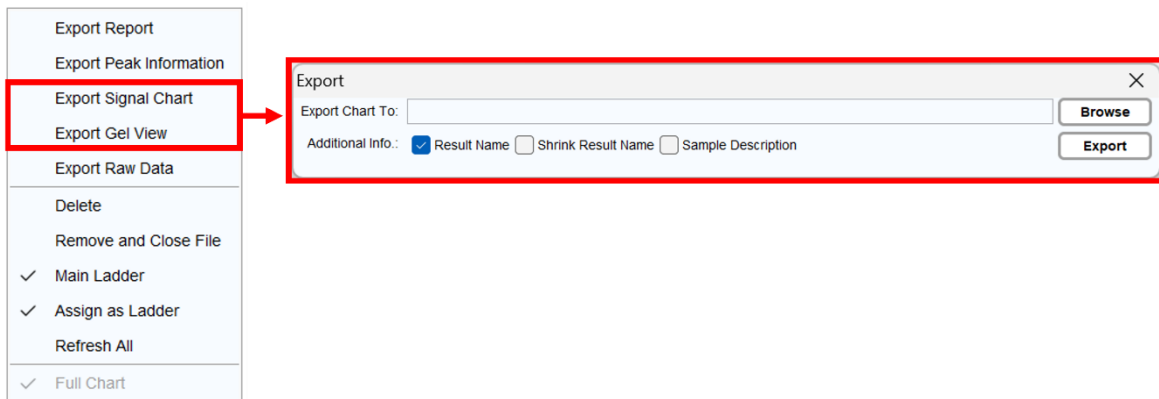 Export Report
Export Peak Information
Export Signal Chart
Export Gel View
Export Raw Data
Delete
Remove and Close File
Main Ladder
Assign as Ladder
Refresh All
Full Chart
Export
Export Chart To: Browse
Additional Info.: Result Name Shrink Result Name Sample Description Export